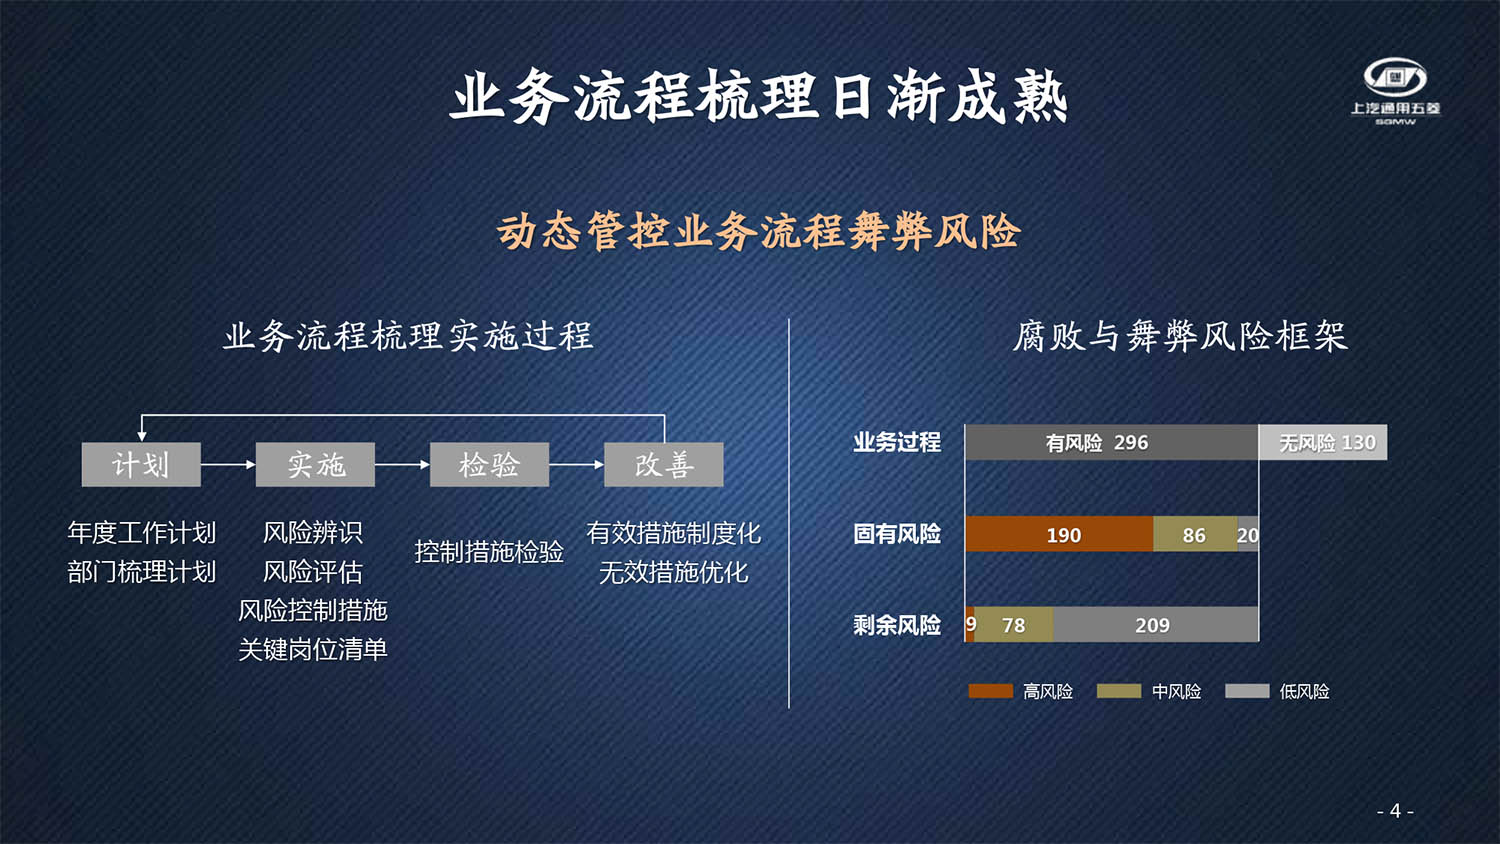 业务流程梳理日渐成熟
上汽通用五菱
SGMW
动态管控业务流程舞弊风险
业务流程梳理实施过程
计划
实施
检验
改善
年度工作计划
部门梳理计划
风险辨识
风险评估
风险控制措施
关键岗位清单
控制措施检验
有效措施制度化
无效措施优化
腐败与舞弊风险框架
业务过程
有风险 296
无风险 130
固有风险
190
86
20
剩余风险
9
78
209
高风险
中风险
低风险
- 4 -